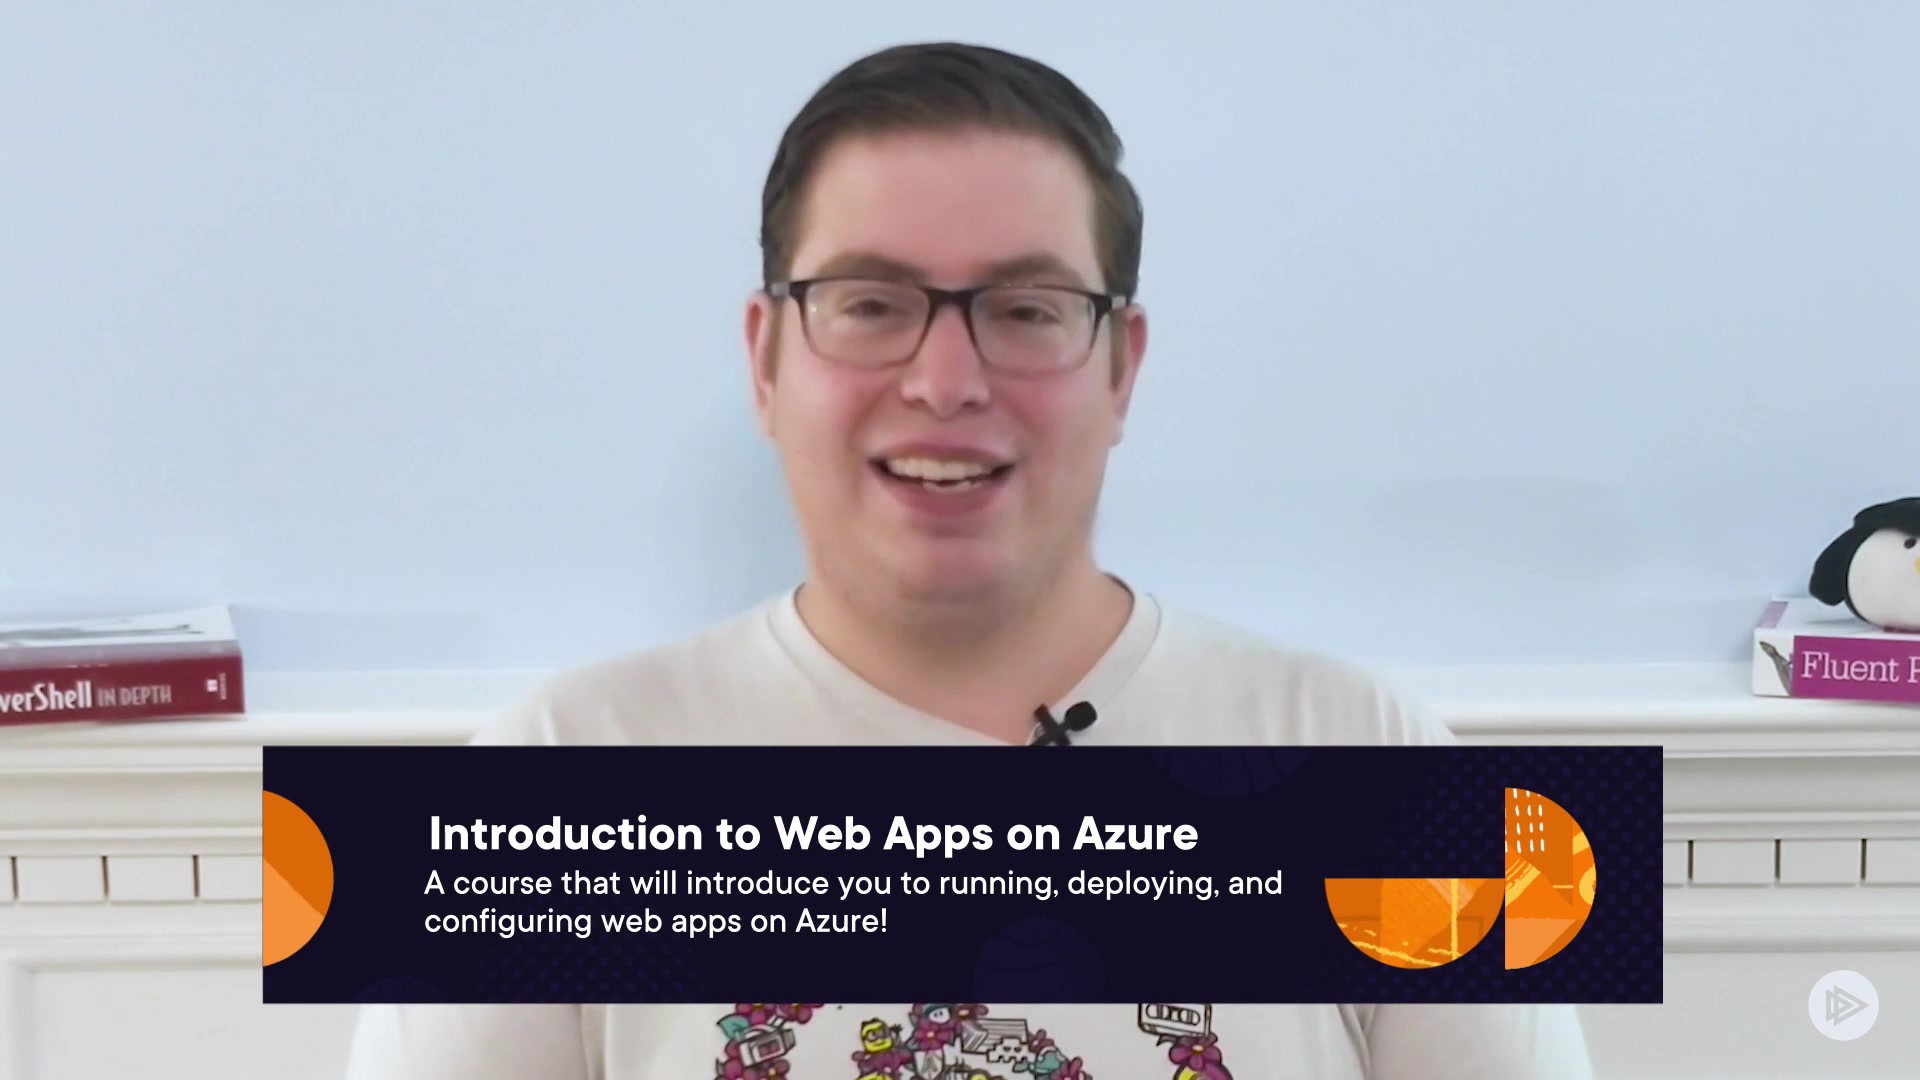 verShell IN DEPTH
Fluent
Introduction to Web Apps on Azure
A course that will introduce you to running, deploying, and
configuring web apps on Azure!